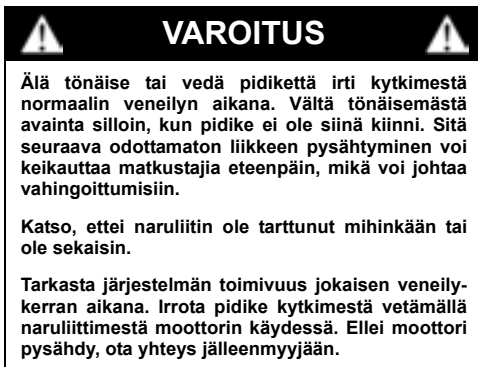 VAROITUS
Älä tönäise tai vedä pidikettä irti kytkimestä
normaalin veneilyn aikana. Vältä tönäisemästä
avainta silloin, kun pidike ei ole siinä kiinni. Sitä
seuraava odottamaton liikkeen pysähtyminen voi
keikauttaa matkustajia eteenpäin, mikä voi johtaa
vahingoittumisiin.
Katso, ettei naruliitin ole tarttunut mihinkään tai
ole sekaisin.
Tarkasta järjestelmän toimivuus jokaisen veneily-
kerran aikana. Irrota pidike kytkimestä vetämällä
naruliittimestä moottorin käydessä. Ellei moottori
pysähdy, ota yhteys jälleenmyyjään.